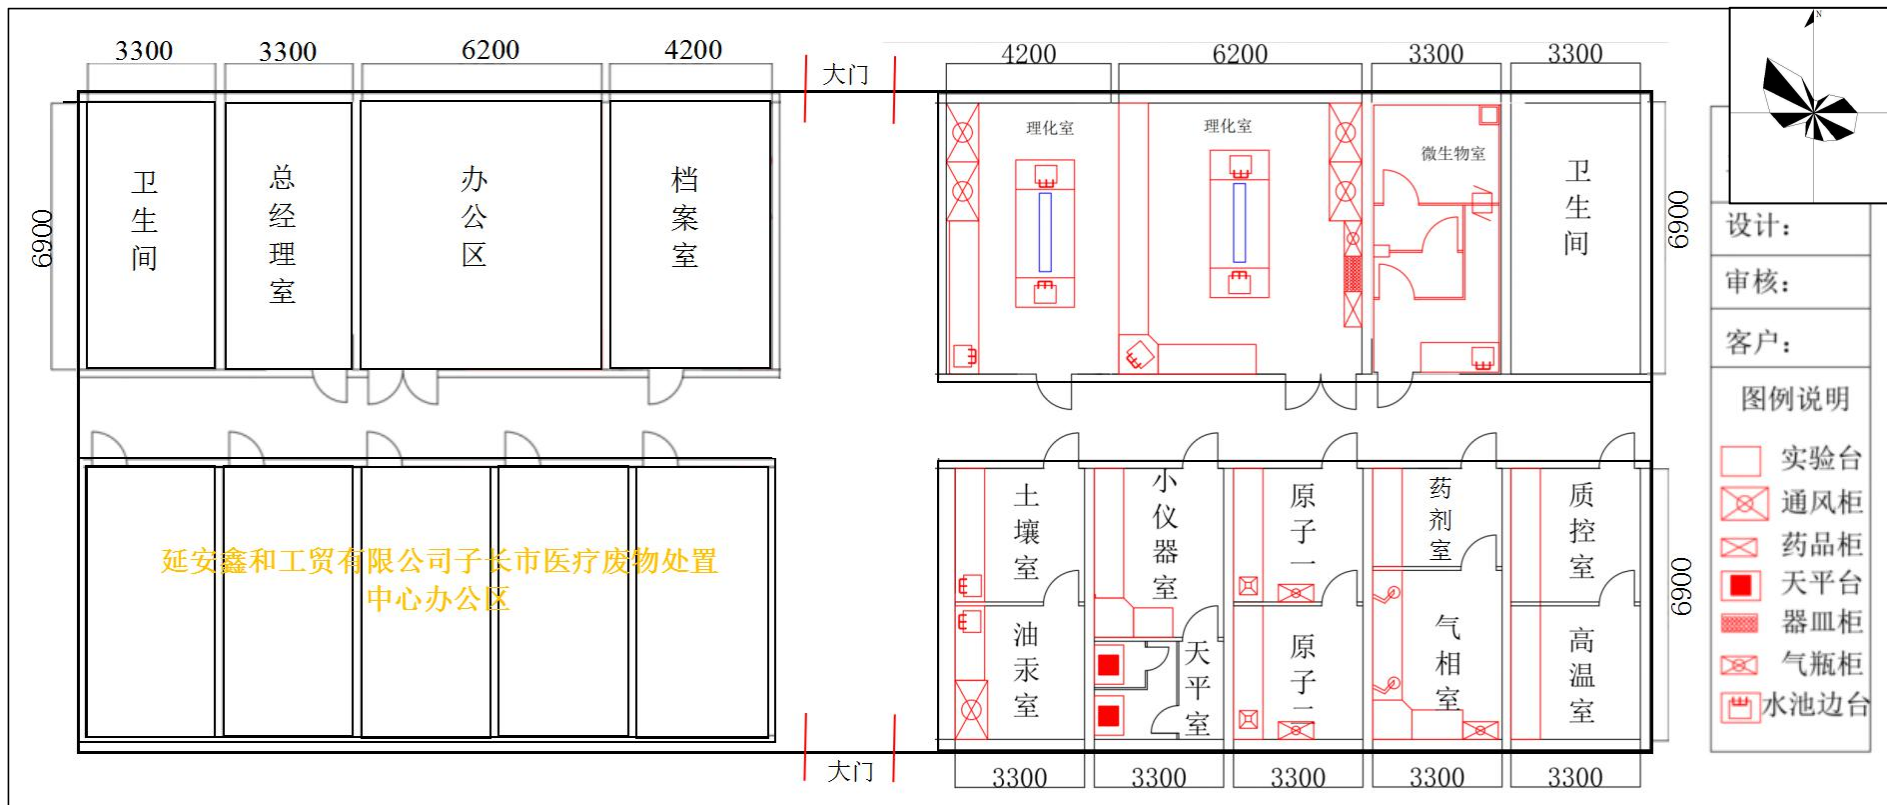 3300
3300
6200
4200
大门
4200
6200
3300
3300
N
6900
卫生间
总经理室
办公区
档案室
理化室
理化室
微生物室
卫生间
6900
设计：
审核：
客户：
图例说明
实验台
通风柜
药品柜
天平台
器皿柜
气瓶柜
水池边台
延安鑫和工贸有限公司子长市医疗废物处置
中心办公区
土壤室
小仪器室
原子一
药剂室
质控室
油汞室
天平室
原子二
气相室
高温室
6900
大门
3300
3300
3300
3300
3300